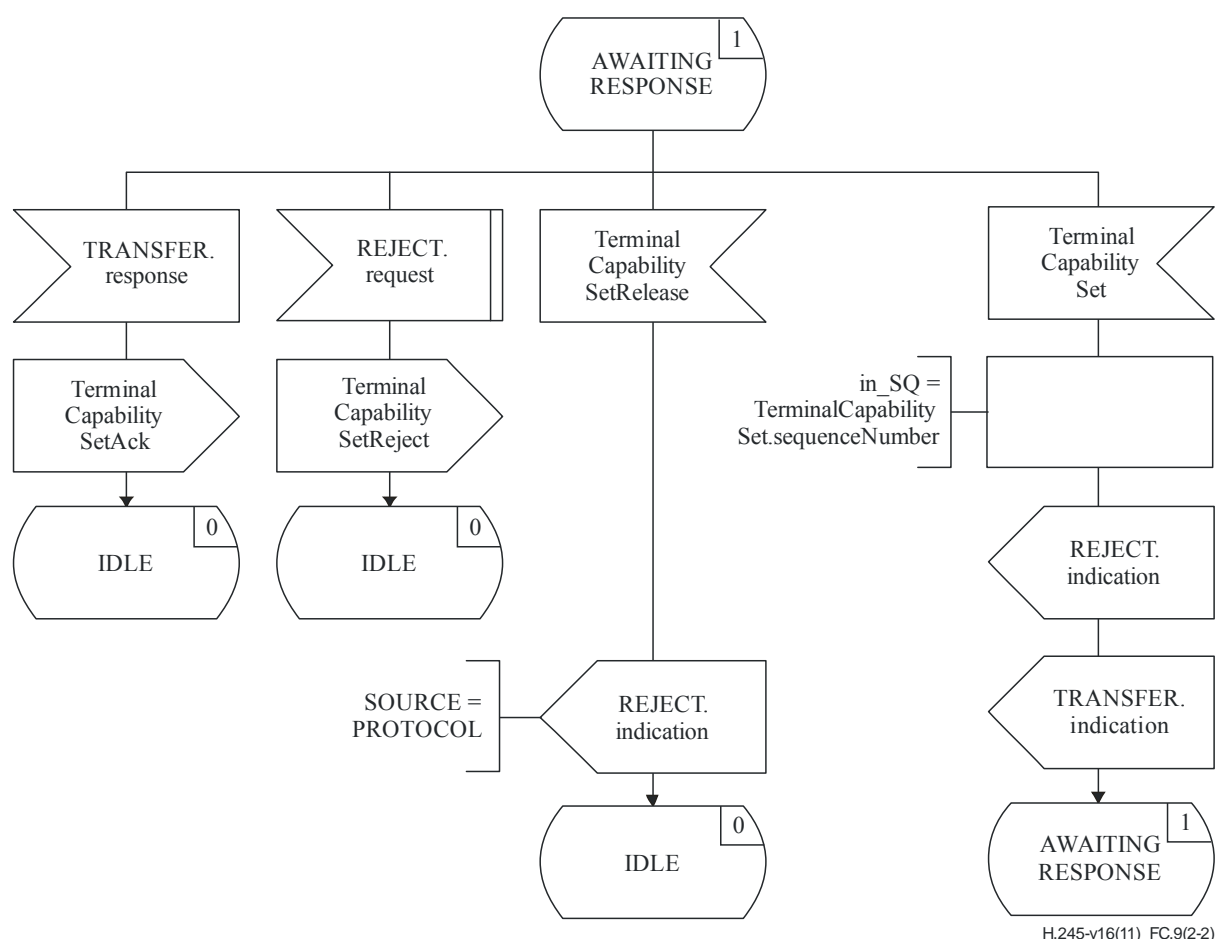 1
AWAITING
RESPONSE
TRANSFER.
response
REJECT.
request
Terminal
Capability
SetRelease
Terminal
Capability
Set
Terminal
Capability
SetAck
Terminal
Capability
SetReject
in_SQ =
TerminalCapability
Set.sequenceNumber
0
IDLE
0
IDLE
REJECT.
indication
SOURCE =
PROTOCOL
REJECT.
indication
TRANSFER.
indication
0
IDLE
1
AWAITING
RESPONSE
H.245-v16(11)_FC.9(2-2)